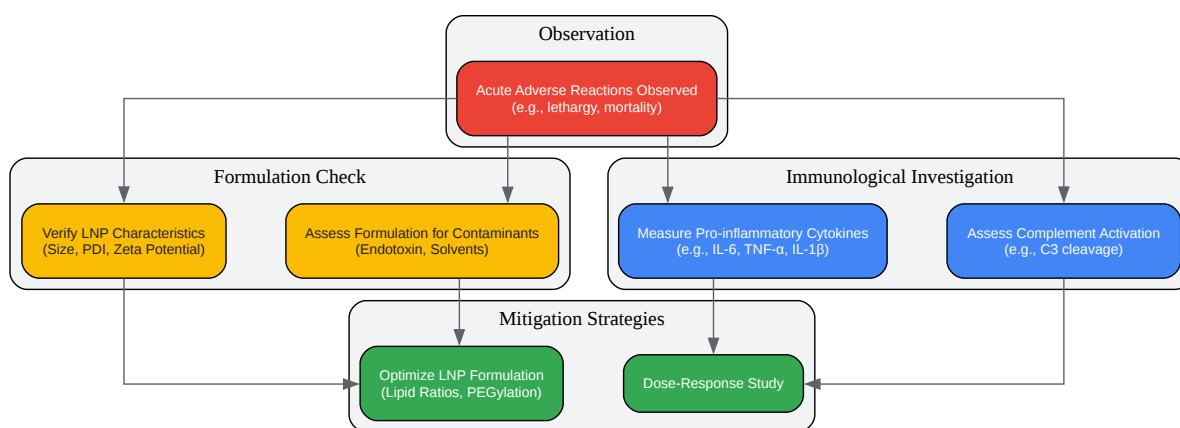 Observation
Acute Adverse Reactions Observed
(e.g., lethargy, mortality)
Formulation Check
Verify LNP Characteristics
(Size, PDI, Zeta Potential)
Assess Formulation for Contaminants
(Endotoxin, Solvents)
Immunological Investigation
Measure Pro-inflammatory Cytokines
(e.g., IL-6, TNF-α, IL-1β)
Assess Complement Activation
(e.g., C3 cleavage)
Mitigation Strategies
Optimize LNP Formulation
(Lipid Ratios, PEGylation)
Dose-Response Study